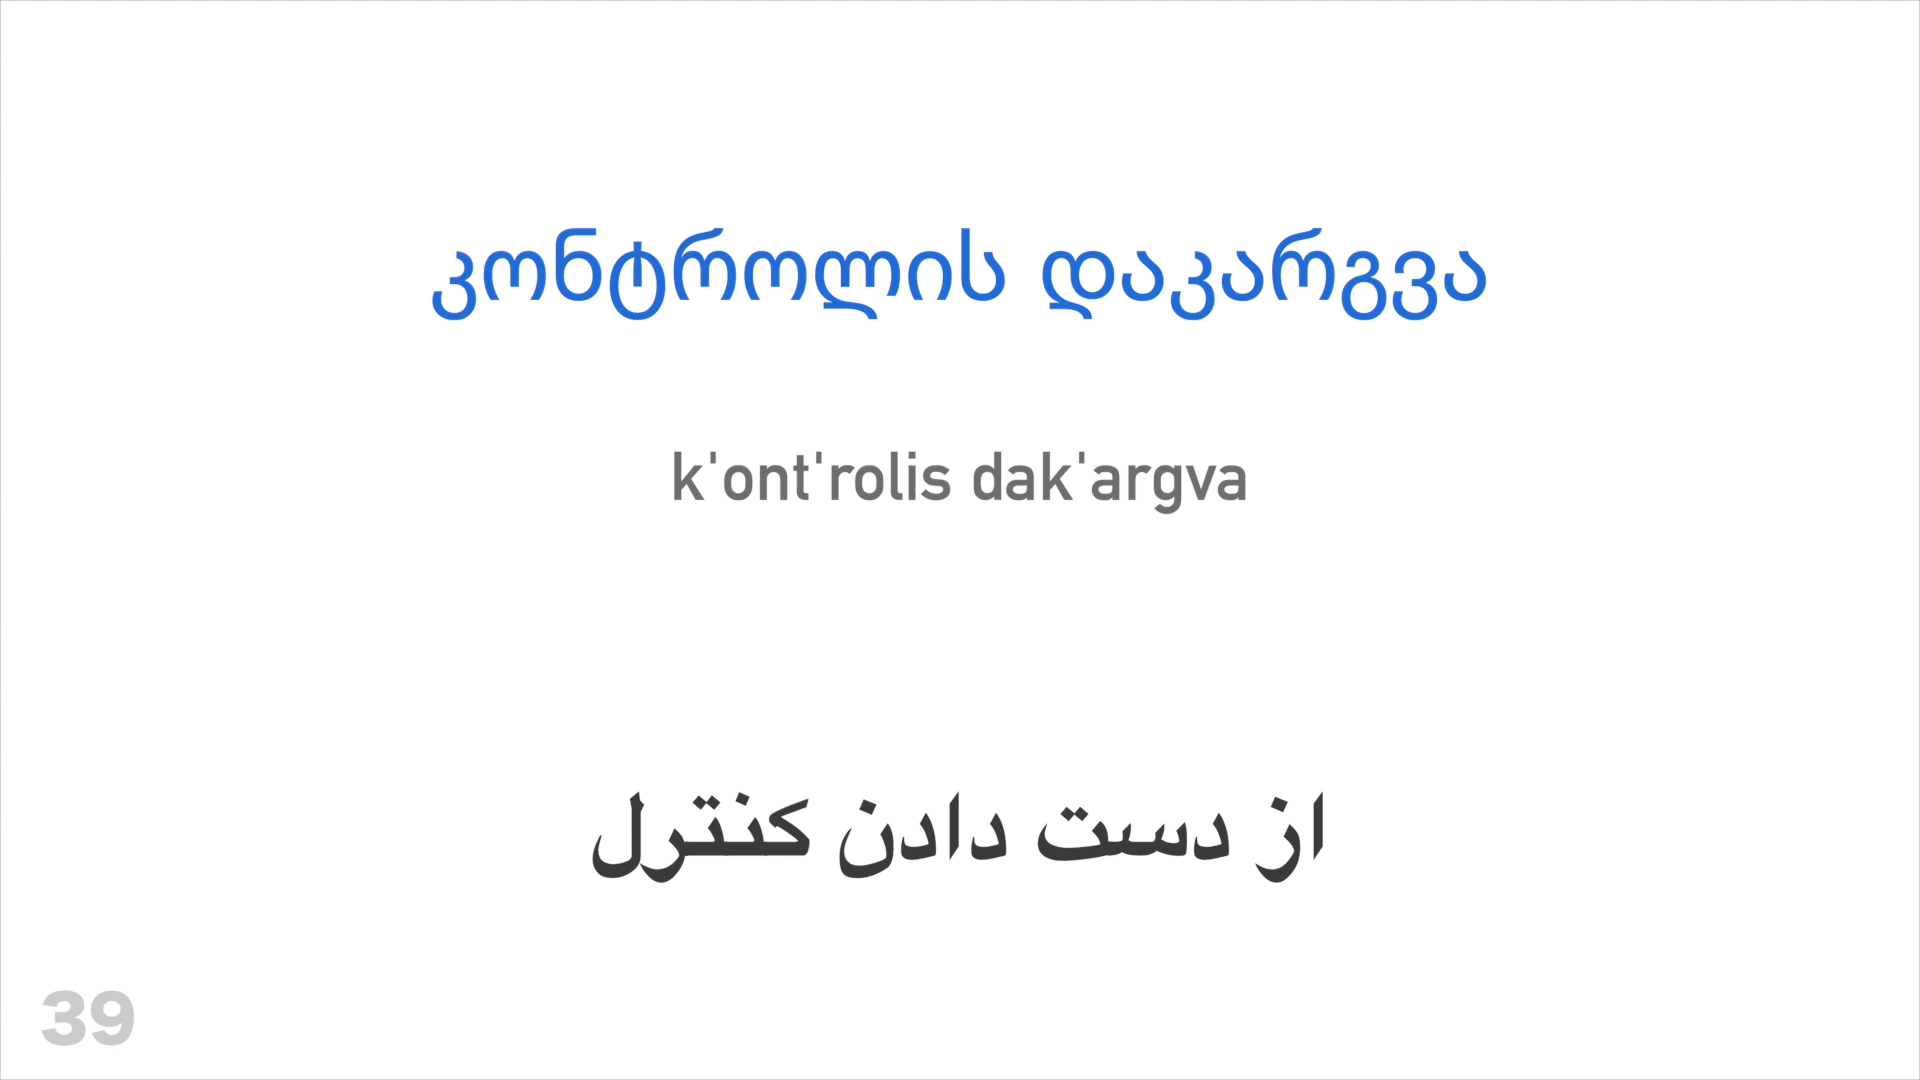 კონტროლის დაკარგვა
k'ont'rolis dak'argva
از دست دادن کنترل
39